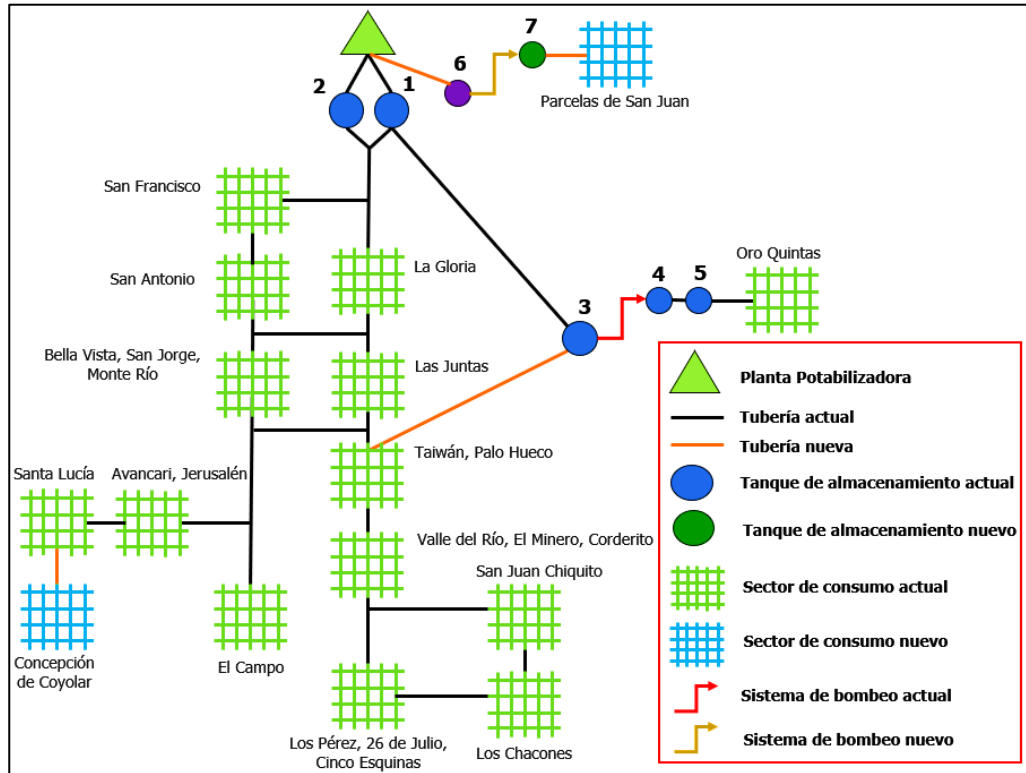 7
6
Parcelas de San Juan
2
1
San Francisco
La Gloria
San Antonio
Oro Quintas
4
5
3
Bella Vista, San Jorge,
Monte Río
Las Juntas
Taiwán, Palo Hueco
Santa Lucía
Avancari, Jerusalén
Valle del Río, El Minero, Corderito
San Juan Chiquito
Concepción
de Coyolar
El Campo
Los Pérez, 26 de Julio,
Cinco Esquinas
Los Chacones
Planta Potabilizadora
Tubería actual
Tubería nueva
Tanque de almacenamiento actual
Tanque de almacenamiento nuevo
Sector de consumo actual
Sector de consumo nuevo
Sistema de bombeo actual
Sistema de bombeo nuevo